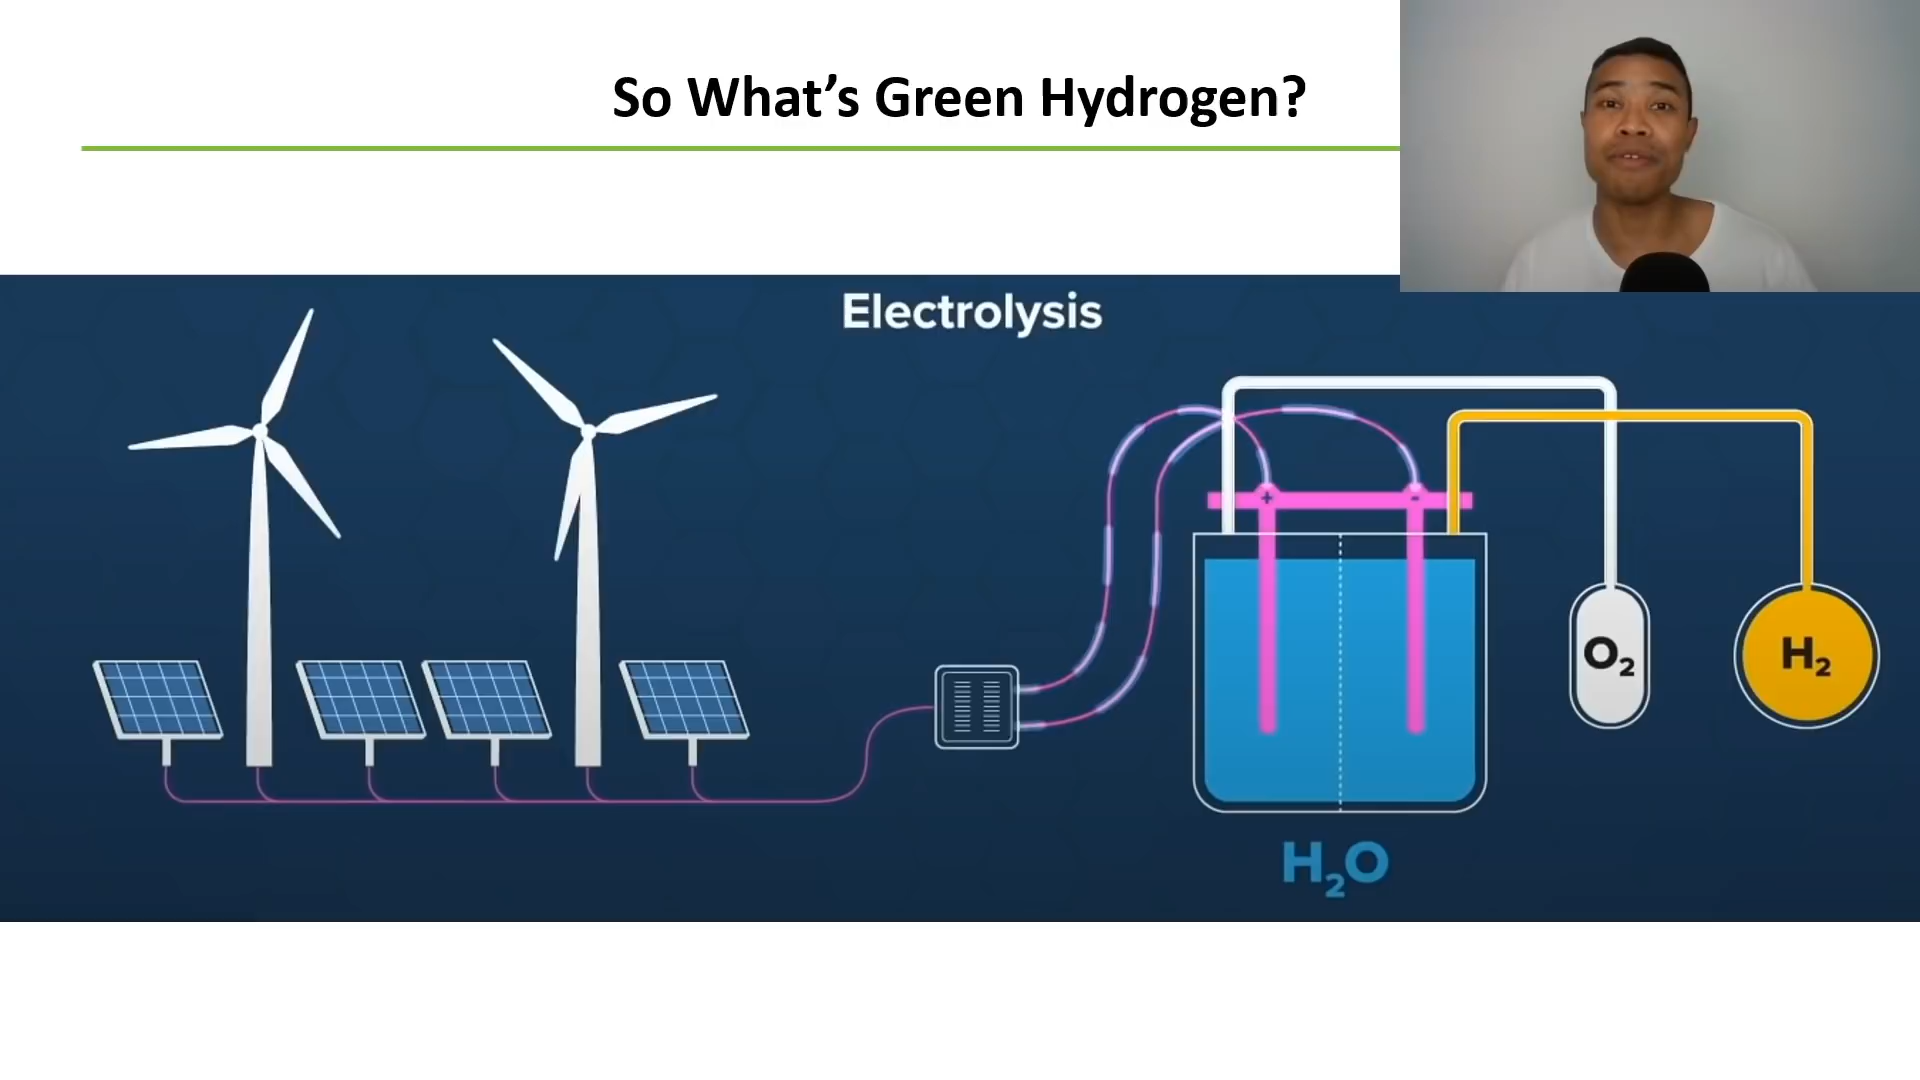 So What’s Green Hydrogen?
Electrolysis
+ -
O₂
H₂
H₂O